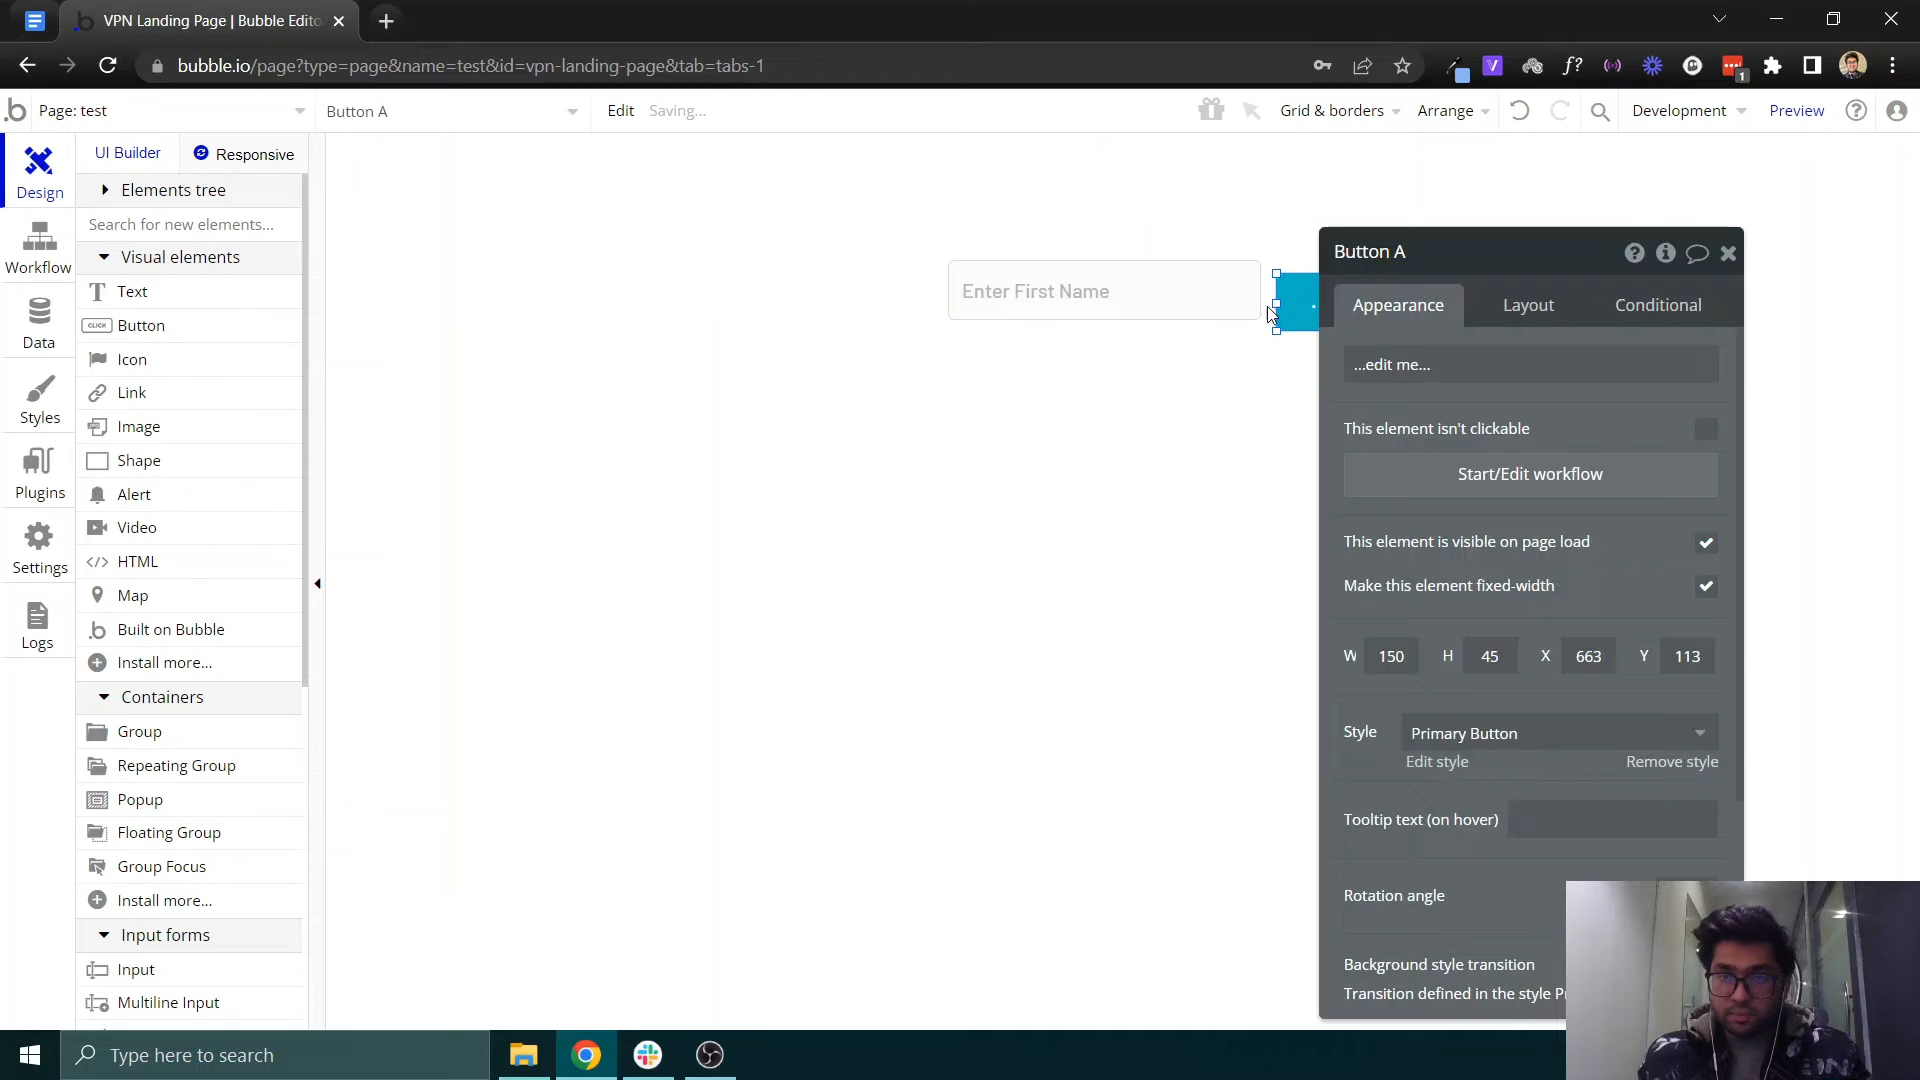 VPN Landing Page | Bubble Edito
bubble.io/page?type=page&name=test&id=vpn-landing-page&tab=tabs-1
1
Page: test
Button A
Edit
Saving...
Grid & borders
Arrange
Development
Preview
Design
Workflow
Data
Styles
Plugins
Settings
Logs
UI Builder
Responsive
Elements tree
Search for new elements...
Visual elements
Text
CLICK
Button
Icon
Link
Image
Shape
Alert
Video
HTML
Map
Built on Bubble
Install more...
Containers
Group
Repeating Group
Popup
Floating Group
Group Focus
Install more...
Input forms
Input
Multiline Input
Enter First Name
Button A
Appearance
Layout
Conditional
...edit me...
This element isn't clickable
Start/Edit workflow
This element is visible on page load
Make this element fixed-width
W 150 H 45 X 663 Y 113
Style
Primary Button
Edit style
Remove style
Tooltip text (on hover)
Rotation angle
Background style transition
Transition defined in the style P
Type here to search